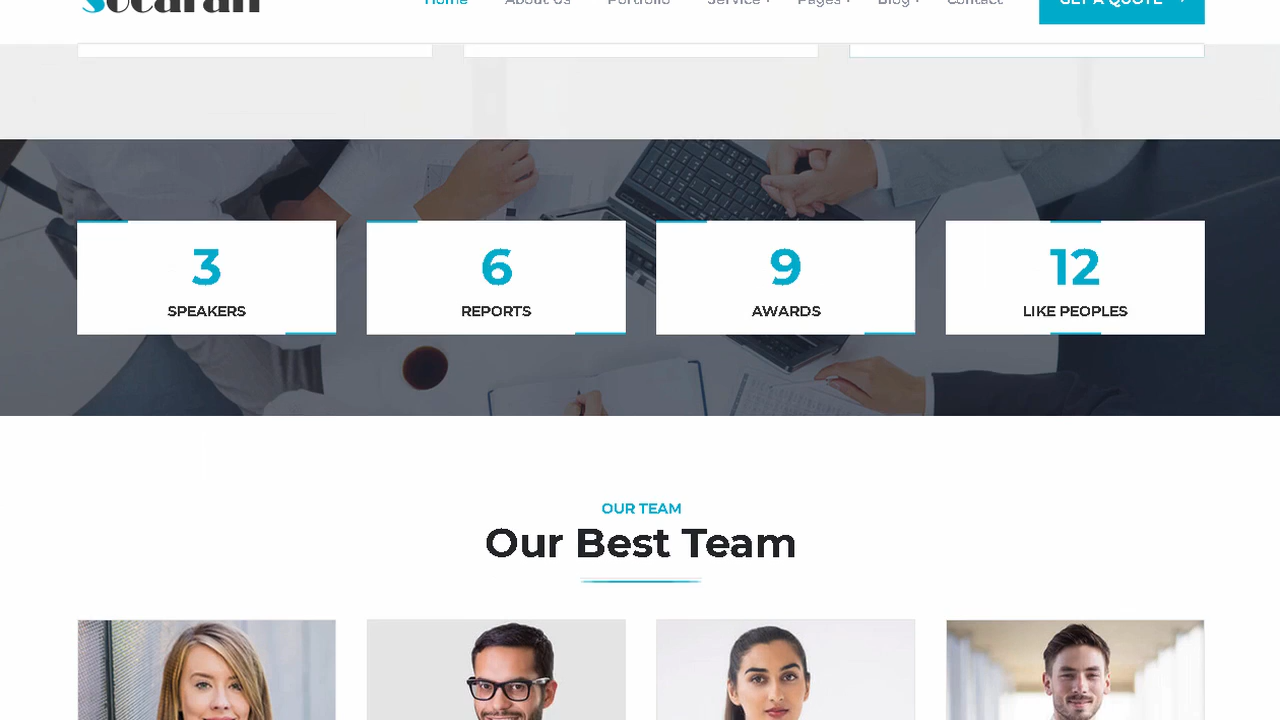 Socaran
Home About Us Portfolio Service Pages Blog Contact GET A QUOTE
3
SPEAKERS
6
REPORTS
9
AWARDS
12
LIKE PEOPLES
OUR TEAM
Our Best Team